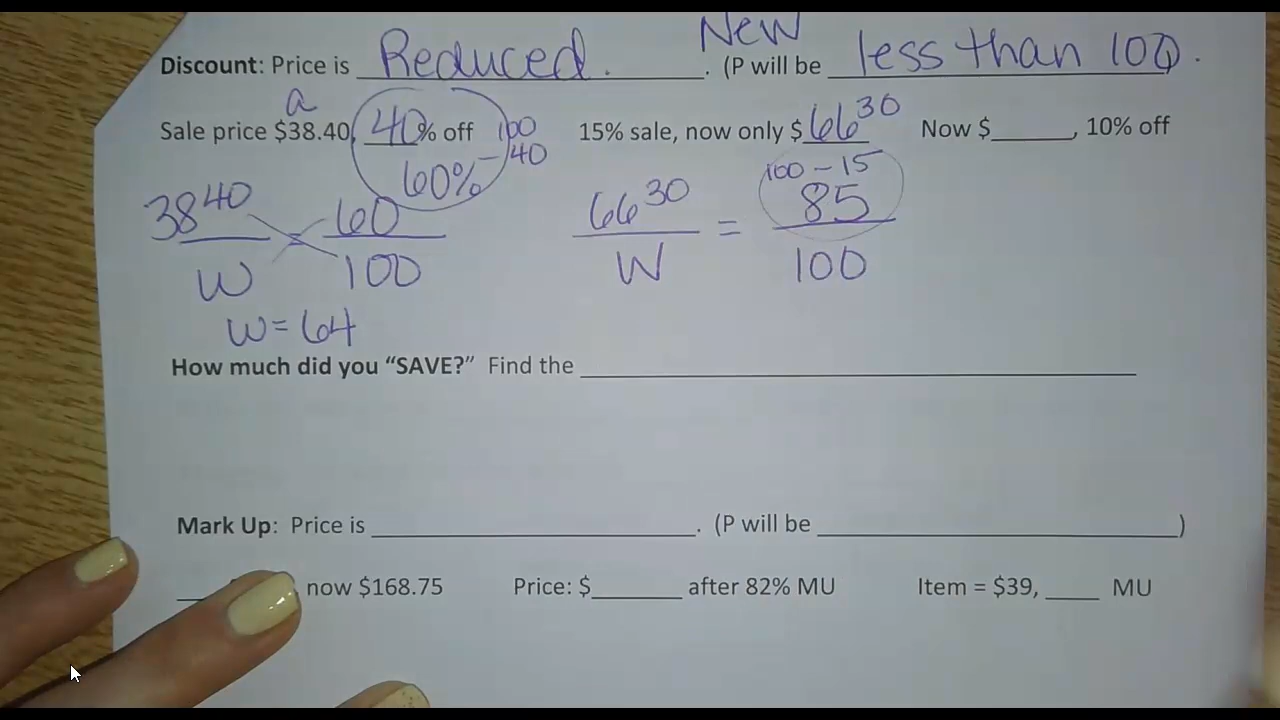 New
Discount: Price is Reduced. (P will be less than 100.
a
Sale price $38.40, 40% off 15% sale, now only $66 30 Now $______, 10% off
100
- 40
60%
100 - 15
38 40 = 60 66 30 = 85
W 100 W 100
W = 64
How much did you “SAVE?” Find the ______
Mark Up: Price is ______. (P will be ______)
now $168.75 Price: $______ after 82% MU Item = $39, ____ MU